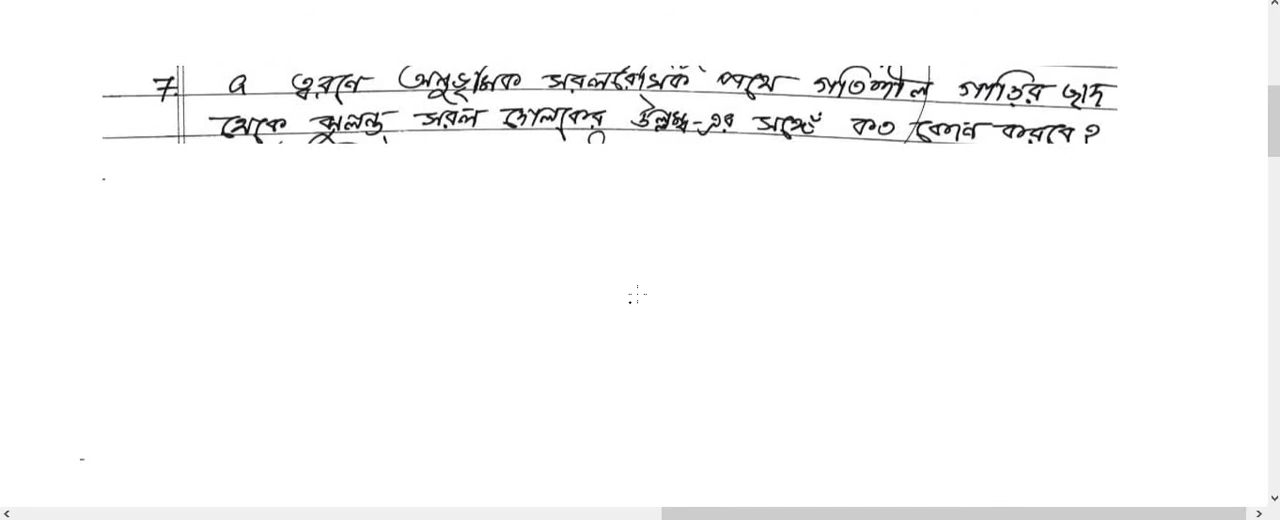 7. a ত্বরণে অনুভূমিক সরলরৈখিক পথে গতিশীল গাড়ির ছাদ
থেকে ঝুলন্ত সরল দোলকের উল্লম্ব-এর সঙ্গে কত কোন করবে?